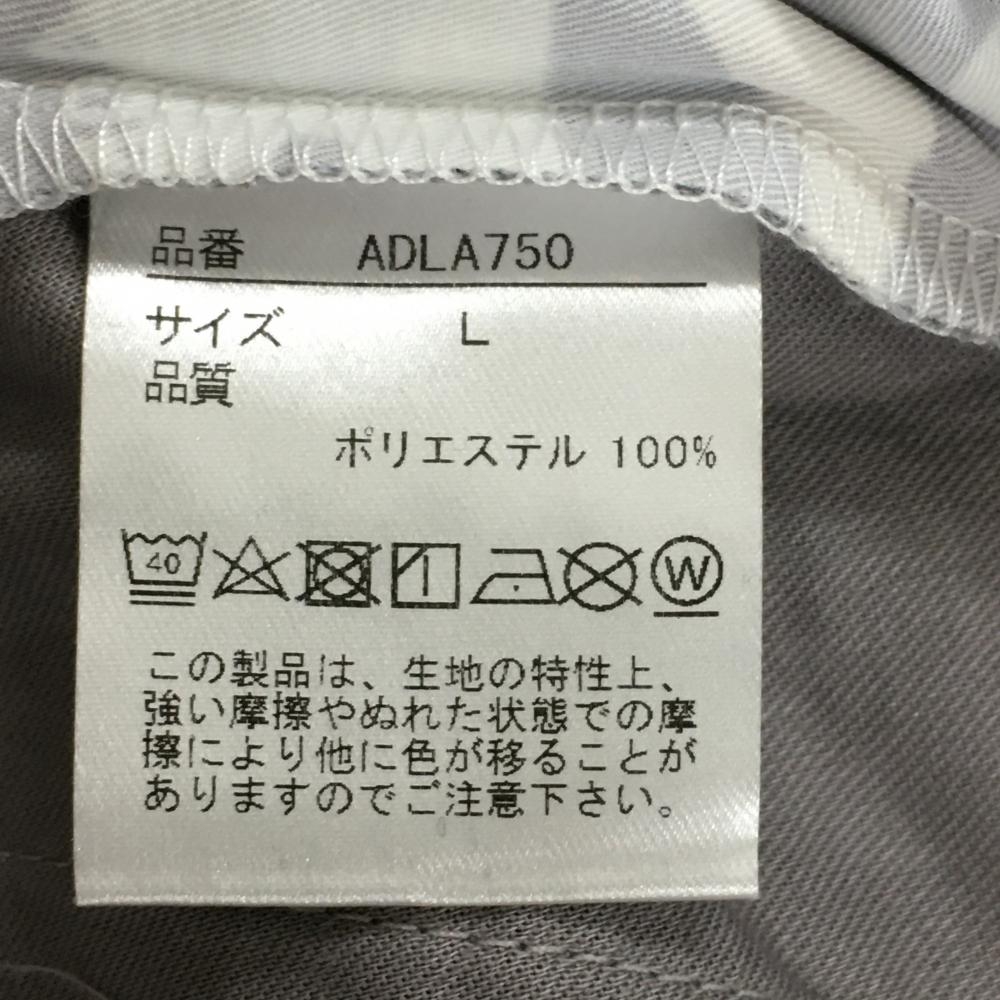 品番 ADLA750
サイズ L
品質
ポリエステル 100%
40 W
この製品は、生地の特性上、
強い摩擦やぬれた状態での摩
擦により他に色が移ることが
ありますのでご注意下さい。